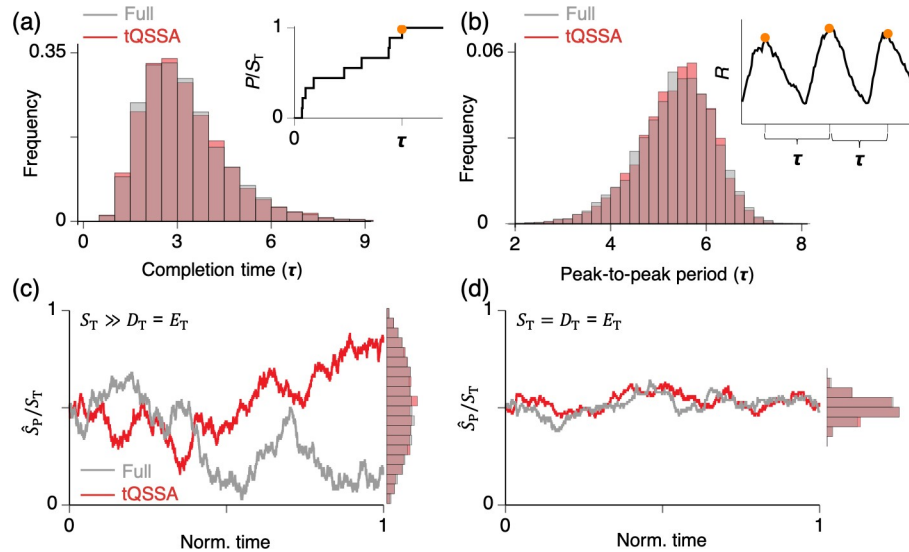 (a)
Full
tQSSA
0.35
Frequency
0
0
3
6
9
Completion time (τ)
1
P/S_T
0
0
τ
(b)
Full
tQSSA
0.06
Frequency
0
2
4
6
8
Peak-to-peak period (τ)
R
τ
τ
(c)
1
S_T ≫ D_T = E_T
Ŝ_P/S_T
Full
tQSSA
0
0
1
Norm. time
(d)
1
S_T = D_T = E_T
Ŝ_P/S_T
0
0
1
Norm. time